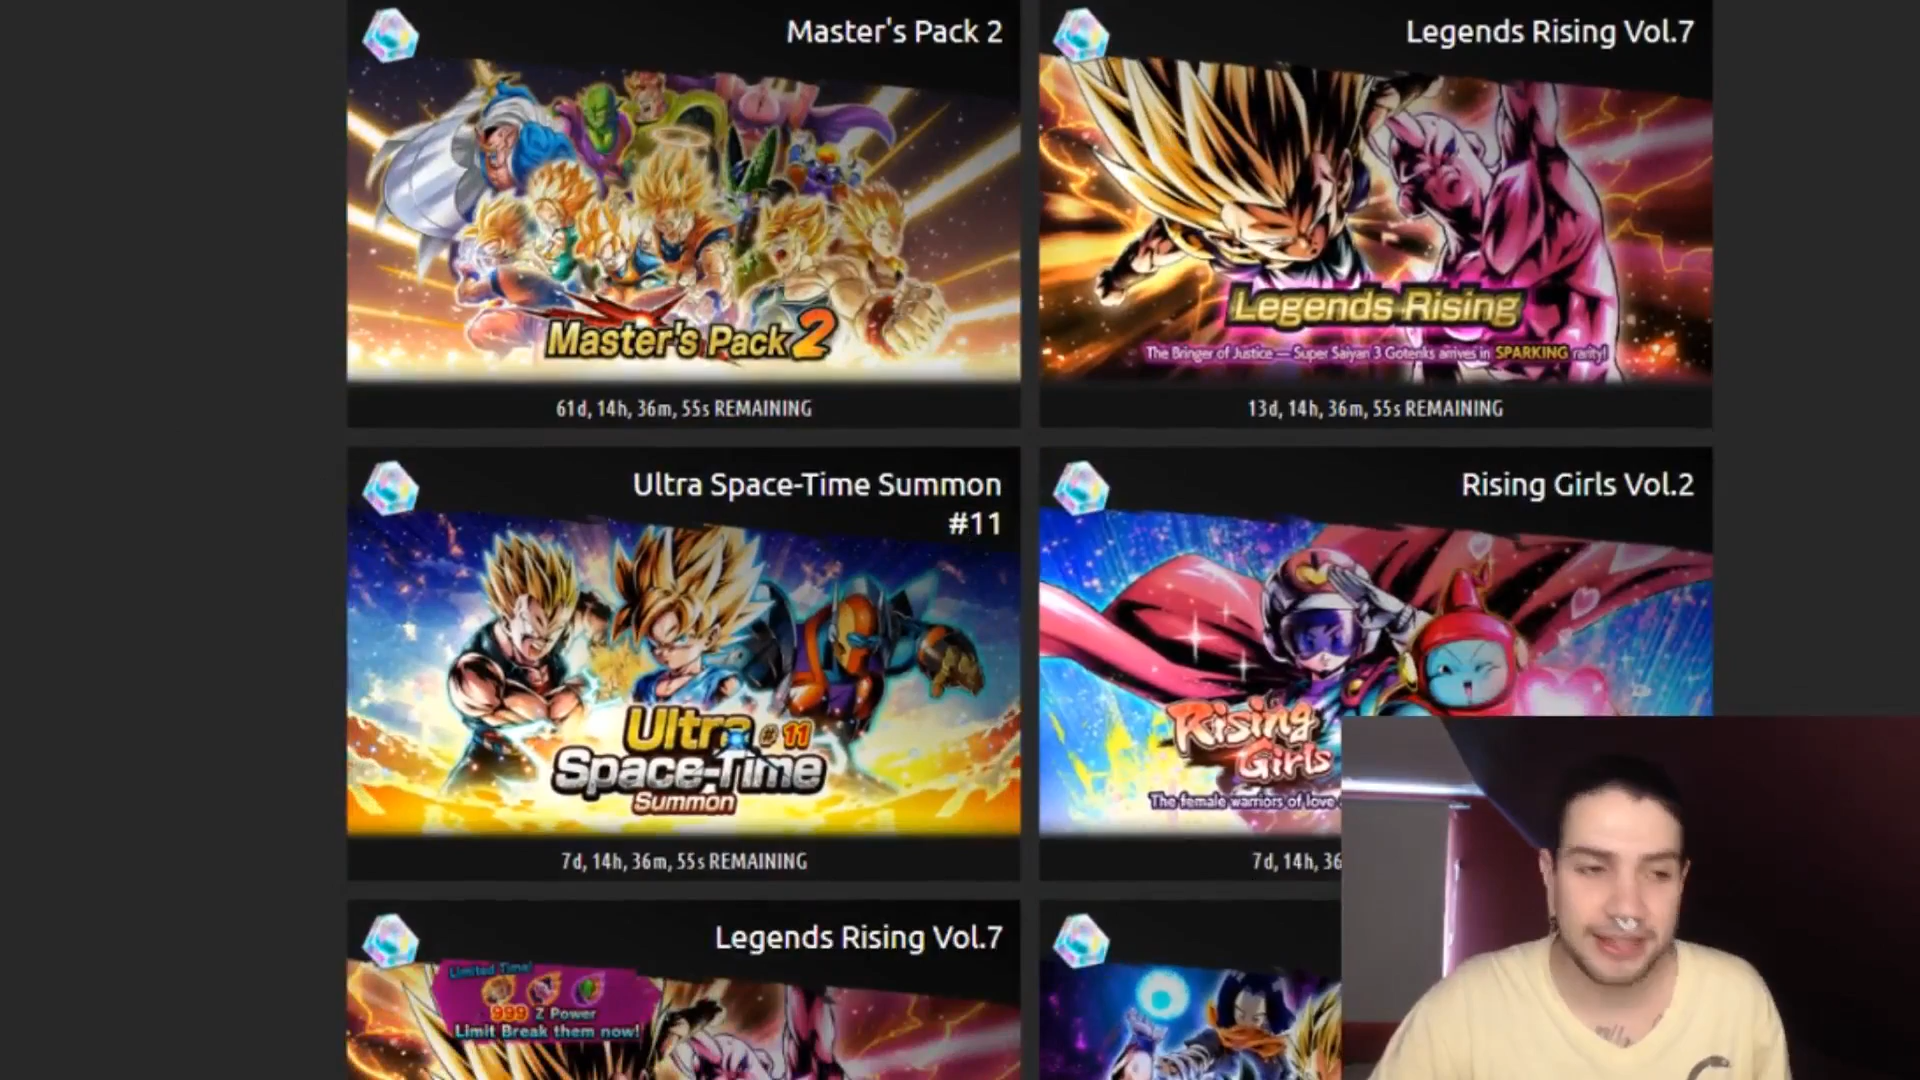 Master's Pack 2
Master's Pack 2
61d, 14h, 36m, 55s REMAINING
Legends Rising Vol.7
Legends Rising
The Bringer of Justice — Super Saiyan 3 Gotenks arrives in SPARKING rarity!
13d, 14h, 36m, 55s REMAINING
Ultra Space-Time Summon
#11
Ultra #11
Space-Time
Summon
7d, 14h, 36m, 55s REMAINING
Rising Girls Vol.2
Rising
Girls
The female warriors of love
7d, 14h, 36
Legends Rising Vol.7
Limited Time!
999 Z Power
Limit Break them now!